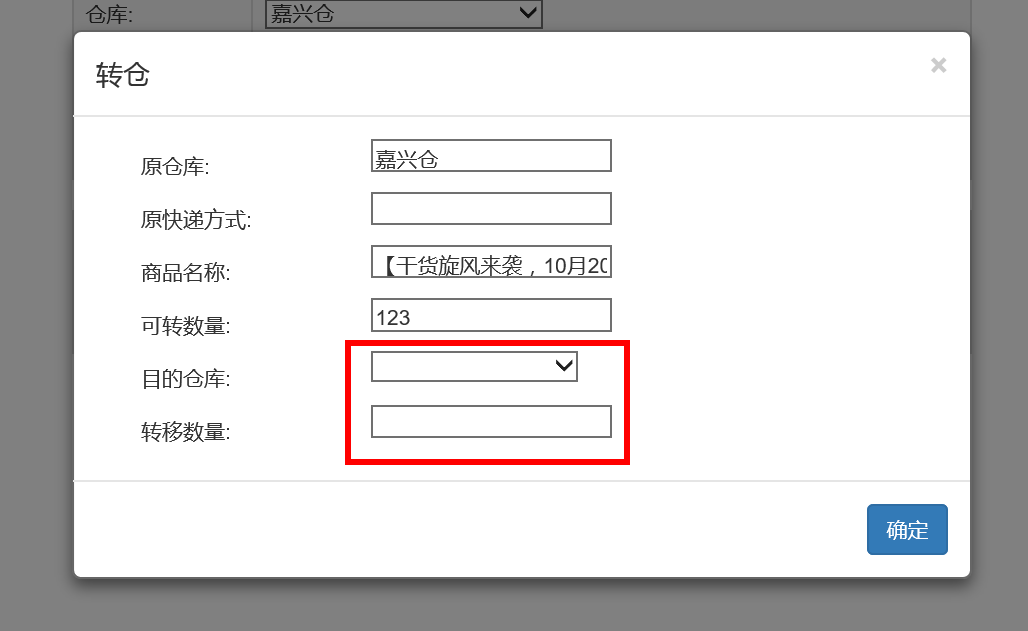 仓库: 嘉兴仓
转仓 ×
原仓库: 嘉兴仓
原快递方式:
商品名称: 【干货旋风来袭，10月20
可转数量: 123
目的仓库:
转移数量:
确定